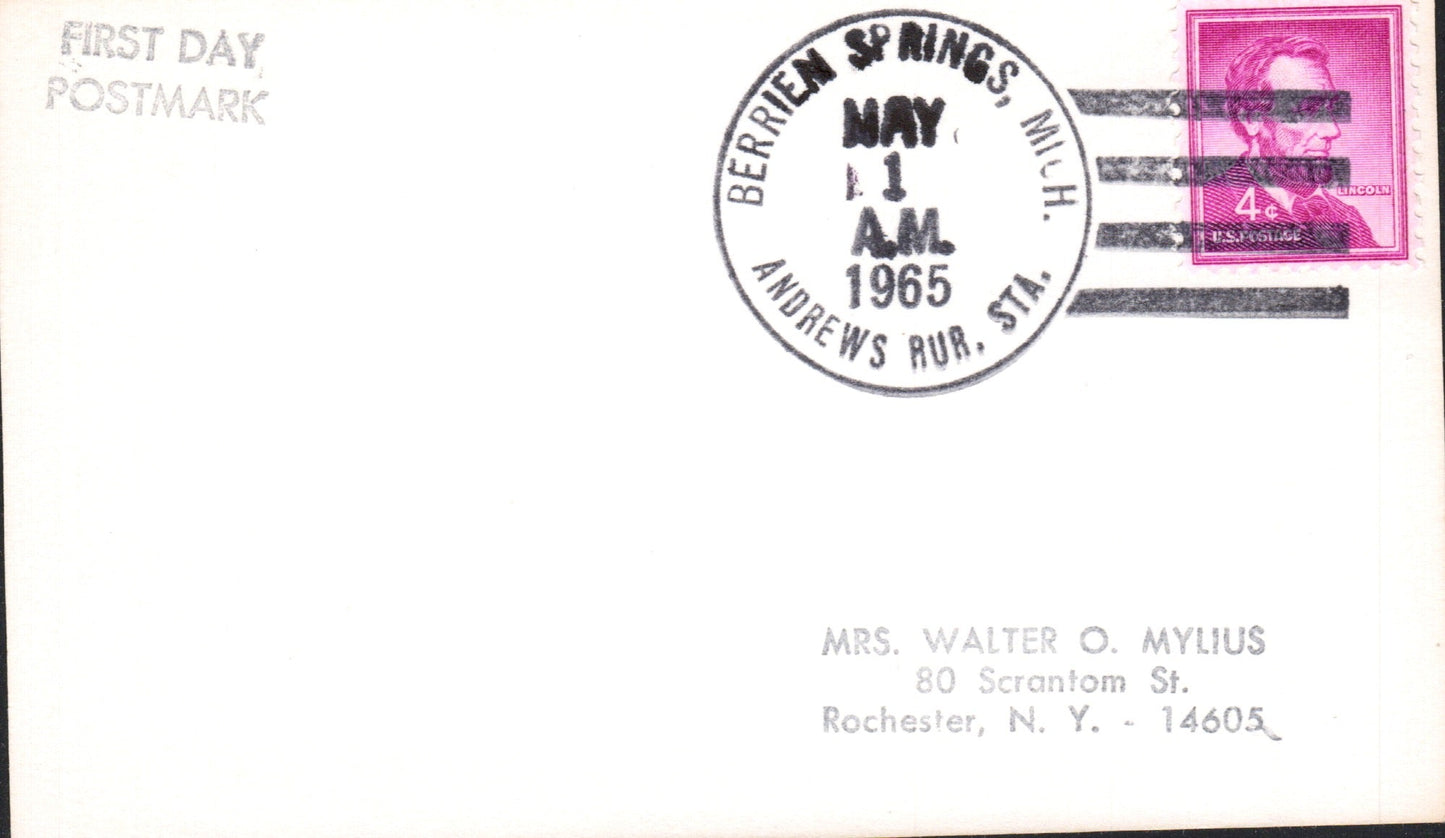 FIRST DAY
POSTMARK
BERRIEN SPRINGS, MICH.
MAY
1
A.M.
1965
ANDREWS RUR. STA.
LINCOLN
4¢
U.S. POSTAGE
MRS. WALTER O. MYLIUS
80 Scrantom St.
Rochester, N. Y. - 14605